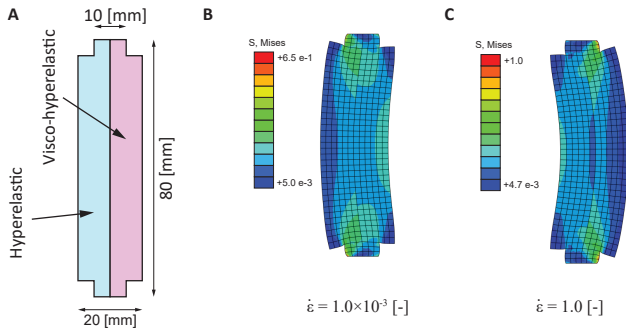 A
10 [mm]
Visco-hyperelastic
Hyperelastic
80 [mm]
20 [mm]
B
S, Mises
+6.5 e-1
+5.0 e-3
ε̇ = 1.0×10⁻³ [-]
C
S, Mises
+1.0
+4.7 e-3
ε̇ = 1.0 [-]